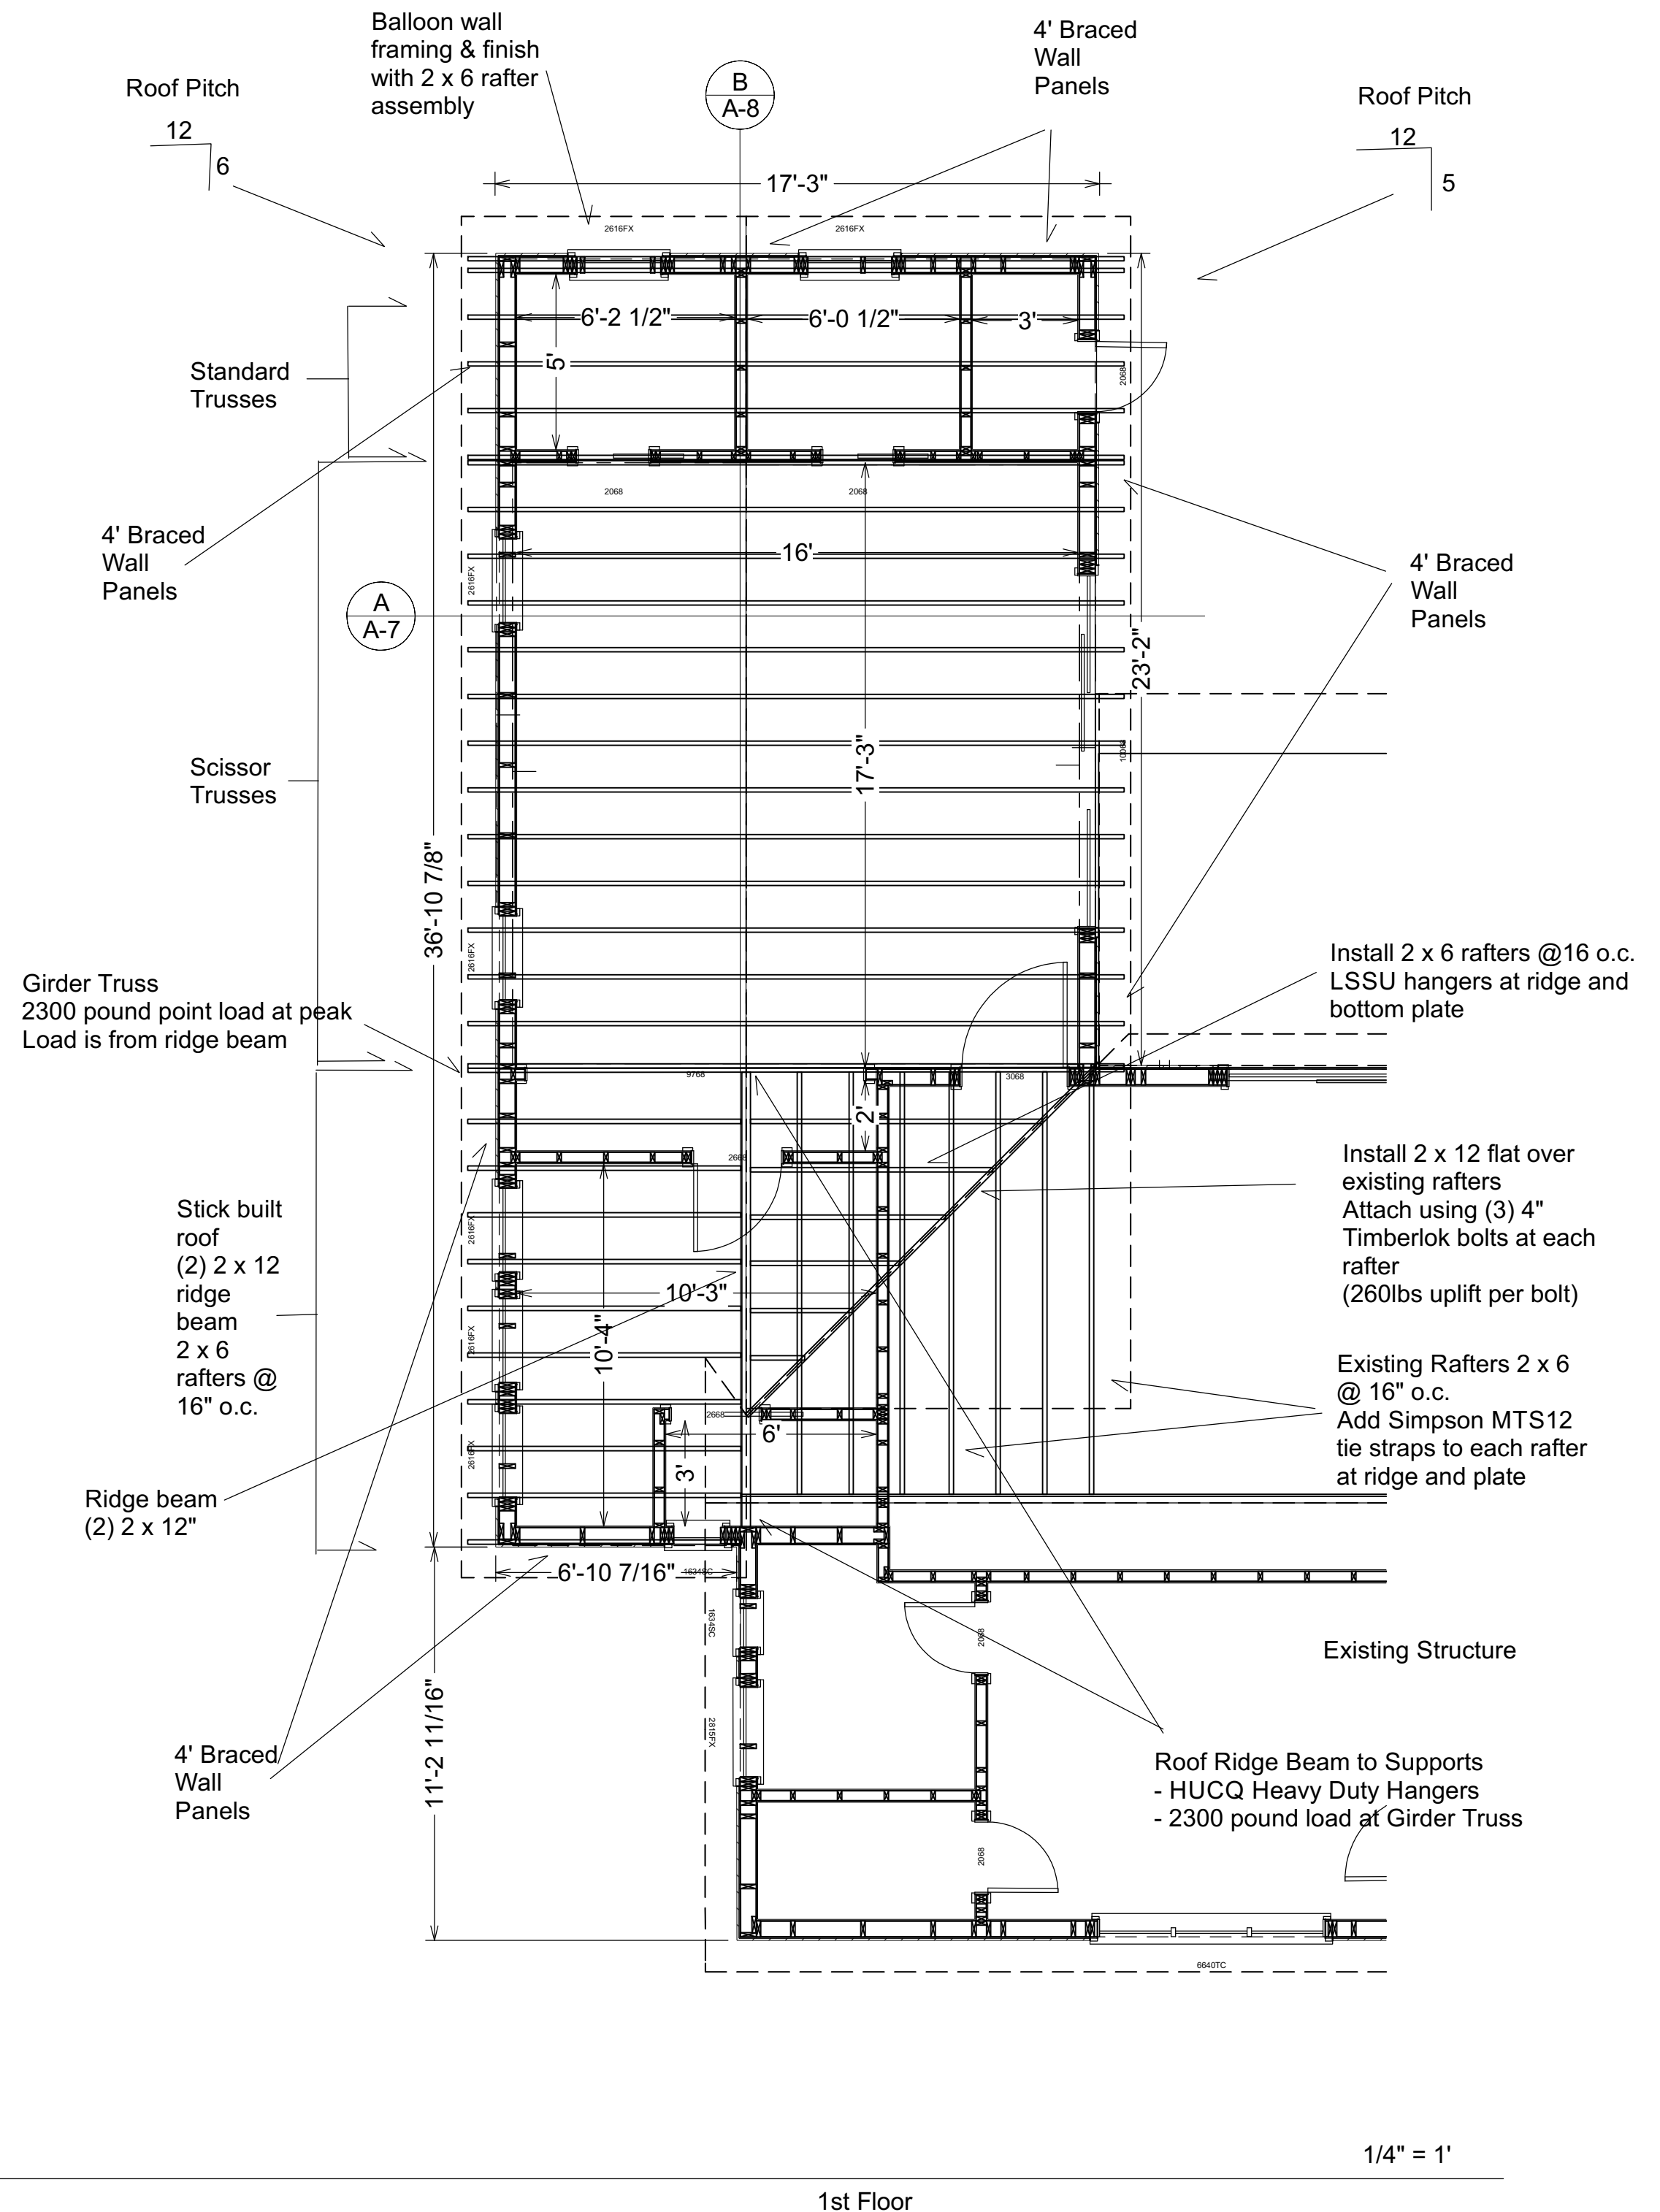 Balloon wall
framing & finish
with 2 x 6 rafter
assembly
4' Braced
Wall
Panels
B
A-8
Roof Pitch
12
6
Roof Pitch
12
5
17'-3"
2616FX
2616FX
6'-2 1/2"
6'-0 1/2"
3'
5'
2068
Standard
Trusses
2068
2068
4' Braced
Wall
Panels
16'
4' Braced
Wall
Panels
2616FX
A
A-7
23'-2"
17'-3"
10068
Scissor
Trusses
36'-10 7/8"
2616FX
Girder Truss
2300 pound point load at peak
Load is from ridge beam
Install 2 x 6 rafters @16 o.c.
LSSU hangers at ridge and
bottom plate
9768
3068
2'
2668
Install 2 x 12 flat over
existing rafters
Attach using (3) 4"
Timberlok bolts at each
rafter
(260lbs uplift per bolt)
Stick built
roof
(2) 2 x 12
ridge
beam
2 x 6
rafters @
16" o.c.
2616FX
10'-3"
10'-4"
2616FX
Existing Rafters 2 x 6
@ 16" o.c.
Add Simpson MTS12
tie straps to each rafter
at ridge and plate
2668
6'
3'
2616FX
Ridge beam
(2) 2 x 12"
6'-10 7/16"
1634SC
1634SC
2068
Existing Structure
11'-2 11/16"
2815FX
4' Braced
Wall
Panels
Roof Ridge Beam to Supports
- HUCQ Heavy Duty Hangers
- 2300 pound load at Girder Truss
2068
6640TC
1/4" = 1'
1st Floor